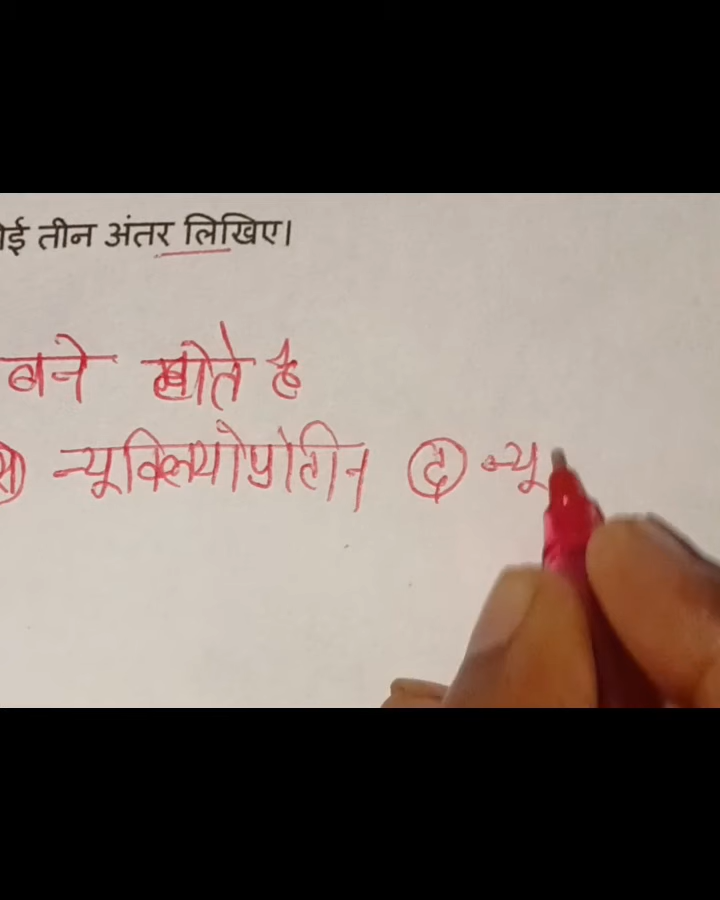 ई तीन अंतर लिखिए।
बने होते है
स) न्यूक्लियोप्रोटीन (द) न्यू